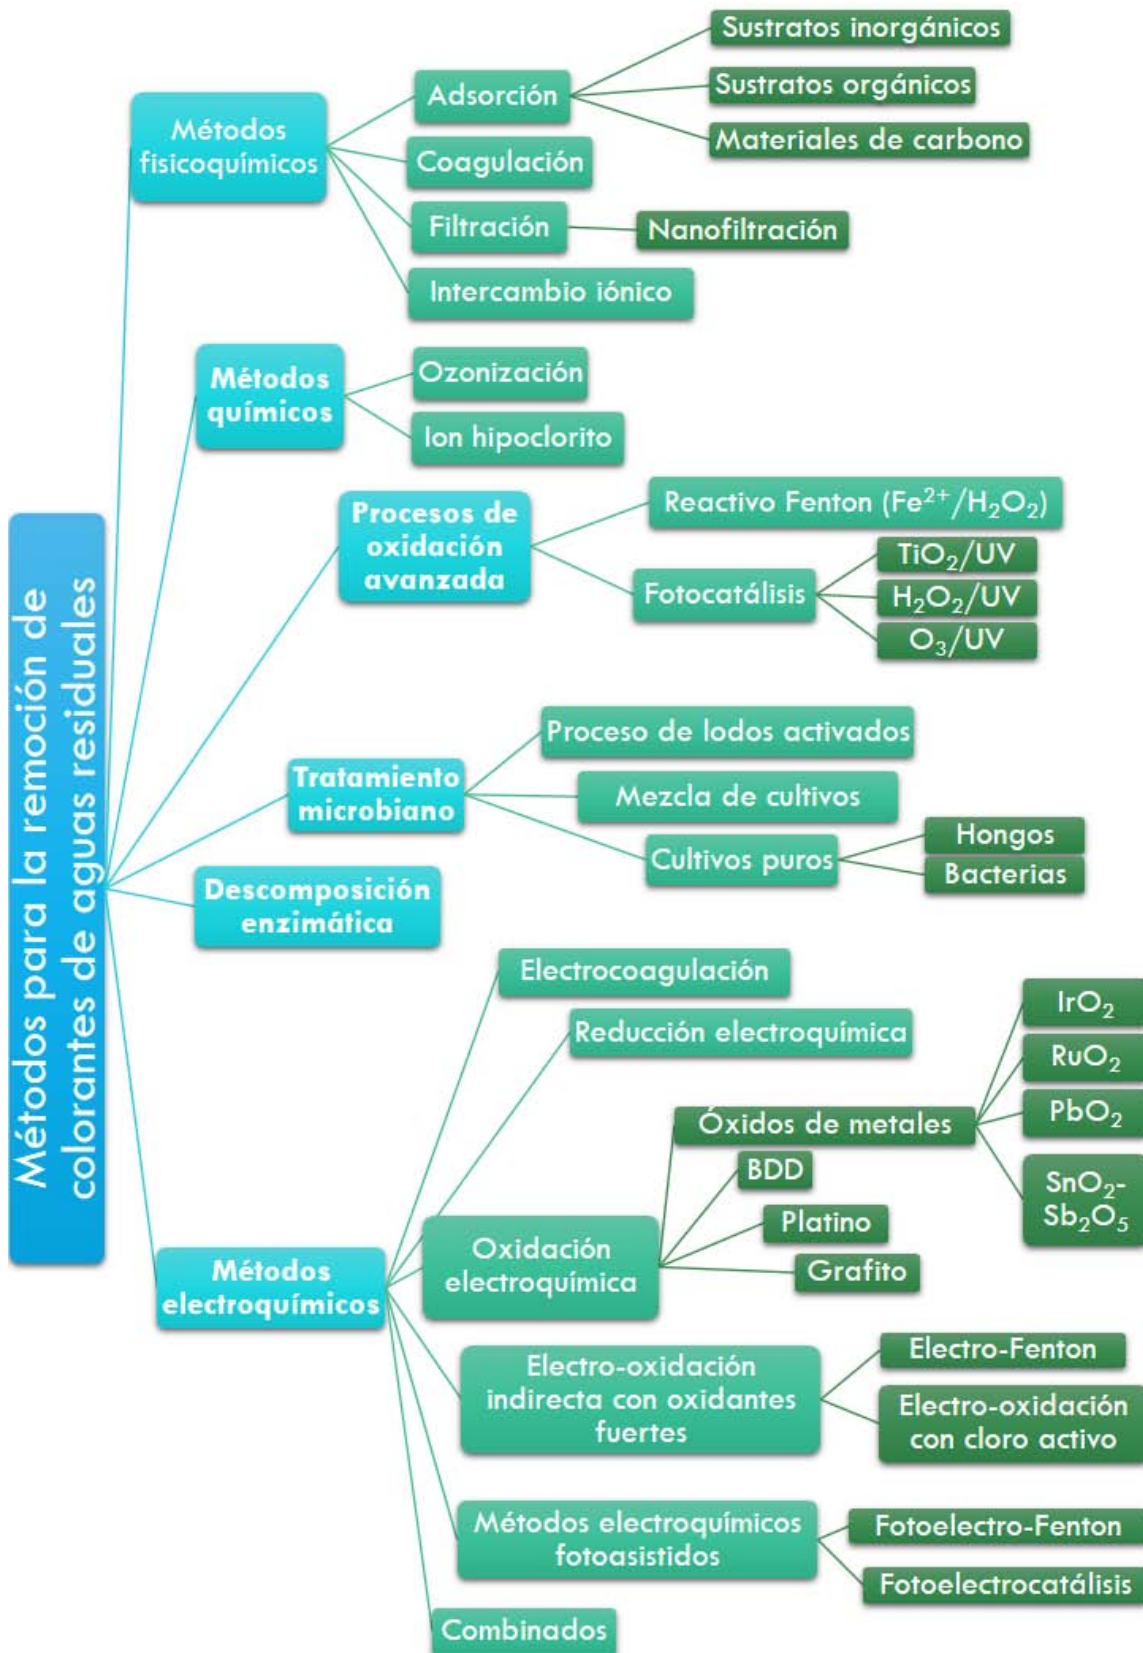 Métodos para la remoción de
colorantes de aguas residuales
Métodos
fisicoquímicos
Adsorción
Sustratos inorgánicos
Sustratos orgánicos
Materiales de carbono
Coagulación
Filtración
Nanofiltración
Intercambio iónico
Métodos
químicos
Ozonización
Ion hipoclorito
Procesos de
oxidación
avanzada
Reactivo Fenton (Fe²⁺/H₂O₂)
Fotocatálisis
TiO₂/UV
H₂O₂/UV
O₃/UV
Tratamiento
microbiano
Proceso de lodos activados
Mezcla de cultivos
Cultivos puros
Hongos
Bacterias
Descomposición
enzimática
Métodos
electroquímicos
Electrocoagulación
Reducción electroquímica
Oxidación
electroquímica
Óxidos de metales
IrO₂
RuO₂
PbO₂
SnO₂-
Sb₂O₅
BDD
Platino
Grafito
Electro-oxidación
indirecta con oxidantes
fuertes
Electro-Fenton
Electro-oxidación
con cloro activo
Métodos electroquímicos
fotoasistidos
Fotoelectro-Fenton
Fotoelectrocatálisis
Combinados